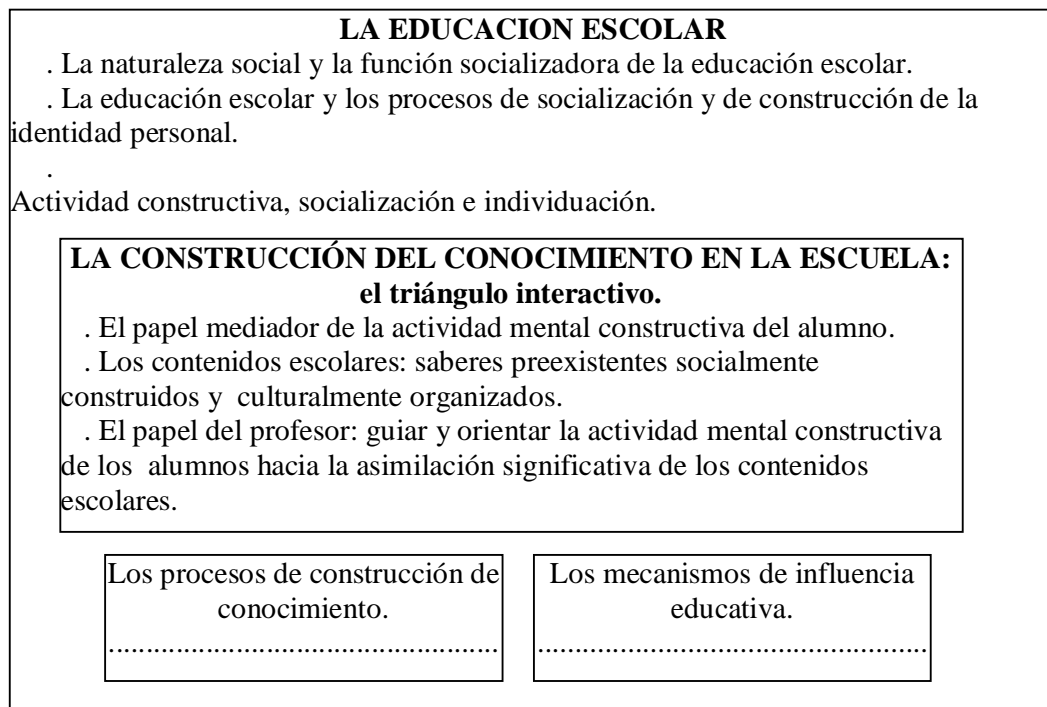 LA EDUCACION ESCOLAR
. La naturaleza social y la función socializadora de la educación escolar.
. La educación escolar y los procesos de socialización y de construcción de la
identidad personal.
.
Actividad constructiva, socialización e individuación.
LA CONSTRUCCIÓN DEL CONOCIMIENTO EN LA ESCUELA:
el triángulo interactivo.
. El papel mediador de la actividad mental constructiva del alumno.
. Los contenidos escolares: saberes preexistentes socialmente
construidos y culturalmente organizados.
. El papel del profesor: guiar y orientar la actividad mental constructiva
de los alumnos hacia la asimilación significativa de los contenidos
escolares.
Los procesos de construcción de
conocimiento.
....................................................
Los mecanismos de influencia
educativa.
....................................................